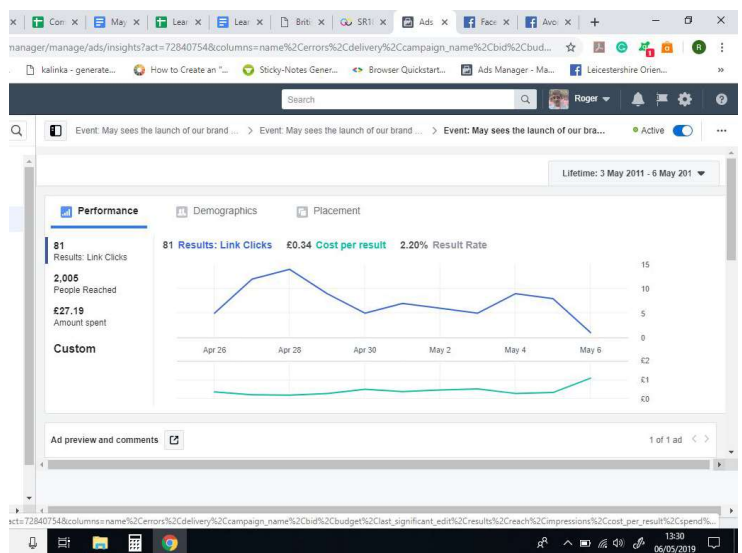 Con
May
Lear
Lear
Briti
SR1
Ads
Face
Avo
manager/manage/ads/insights?act=72840754&columns=name%2Cerrors%2Cdelivery%2Ccampaign_name%2Cbid%2Cbud...
R
kalinka - generate...
How to Create an "...
Sticky-Notes Gener...
Browser Quickstart...
Ads Manager - Ma...
Leicestershire Orien...
»
Search
Roger
Event: May sees the launch of our brand ... > Event: May sees the launch of our brand ... > Event: May sees the launch of our bra...
Active
...
Lifetime: 3 May 2011 - 6 May 201
Performance
Demographics
Placement
81
Results: Link Clicks
2,005
People Reached
£27.19
Amount spent
Custom
81 Results: Link Clicks £0.34 Cost per result 2.20% Result Rate
15
10
5
0
Apr 26 Apr 28 Apr 30 May 2 May 4 May 6
£2
£1
£0
Ad preview and comments
1 of 1 ad < >
act=72840754&columns=name%2Cerrors%2Cdelivery%2Ccampaign_name%2Cbid%2Cbudget%2Clast_significant_edit%2Cresults%2Creach%2Cimpressions%2Ccost_per_result%2Cspend%...
13:30
06/05/2019